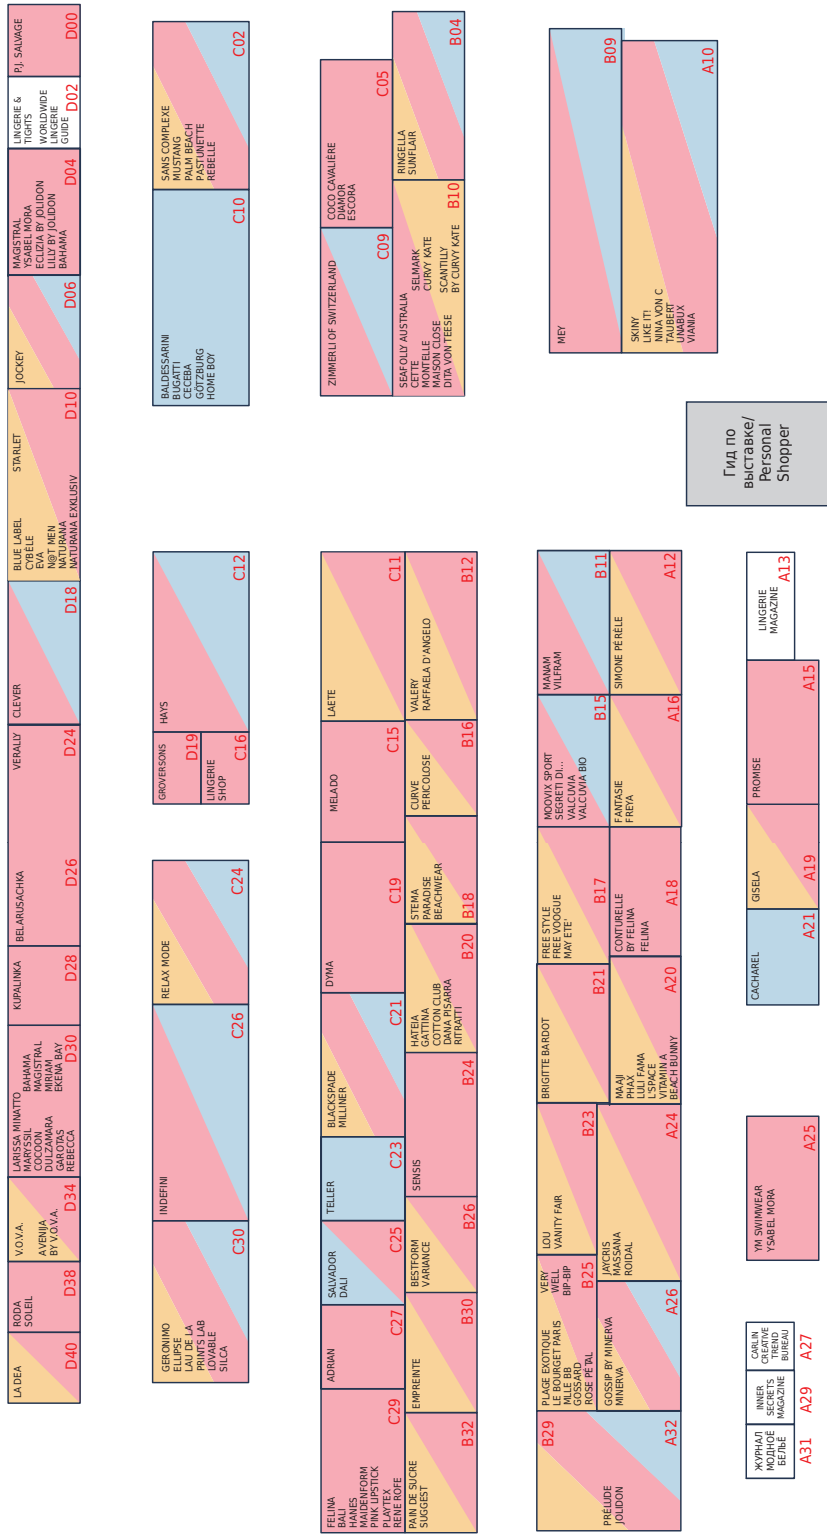 P.J. SALVAGE
D00
LINGERIE &
TIGHTS
WORLDWIDE
LINGERIE
GUIDE
D02
MAGISTRAL
YSABEL MORA
ECLIZIA BY JOLIDON
LILLY BY JOLIDON
BAHAMA
D04
JOCKEY
D06
BLUE LABEL
CYBÈLE
EVA
N@T MEN
NATURANA
NATURANA EXKLUSIV
STARLET
D10
CLEVER
D18
VERALLY
D24
BELARUSACHKA
D26
KUPALINKA
D28
LARISSA MINATTO
MARYSSIL
COCOON
DULZAMARA
GAROTAS
REBECCA
BAHAMA
MAGISTRAL
MIRIAM
EKENA BAY
D30
V.O.V.A.
AVENIJA
BY V.O.V.A.
D34
RODA
SOLEIL
D38
LA DEA
D40
SANS COMPLEXE
MUSTANG
PALM BEACH
PASTUNETTE
REBELLE
C02
BALDESSARINI
BUGATTI
CECEBA
GÖTZBURG
HOME BOY
C10
HAYS
C12
GROVERSONS
D19
LINGERIE
SHOP
C16
RELAX MODE
C24
INDEFINI
C26
GERONIMO
ELLIPSE
LAU DE LA
PRINTS LAB
LOVABLE
SILCA
C30
COCO CAVALIÈRE
DIAMOR
ESCORA
C05
ZIMMERLI OF SWITZERLAND
C09
RINGELLA
SUNFLAIR
B04
SEAFOLLY AUSTRALIA
CETTE
MONTELLE
MAISON CLOSE
DITA VON TEESE
SELMARK
CURVY KATE
SCANTILLY
BY CURVY KATE
B10
LAETE
C11
MELADO
C15
DYMA
C19
BLACKSPADE
MILLINER
C21
TELLER
C23
SALVADOR
DALI
C25
ADRIAN
C27
FELINA
BALI
HANES
MAIDENFORM
PINK LIPSTICK
PLAYTEX
RENE ROFE
C29
VALERY
RAFFAELA D'ANGELO
B12
CURVE
PERICOLOSE
B16
STEMA
PARADISE
BEACHWEAR
B18
HATEIA
GATTINA
COTTON CLUB
DANA PISARRA
RITRATTI
B20
SENSIS
B24
BESTFORM
VARIANCE
B26
EMPREINTE
B30
PAIN DE SUCRE
SUGGEST
B32
MEY
B09
SKINY
LIKE IT!
NINA VON C
TAUBERT
UNABUX
VIANIA
A10
Гид по
выставке/
Personal
Shopper
MANAM
VILFRAM
B11
MOOVIX SPORT
SEGRETI DI...
VALCUVIA
VALCUVIA BIO
B15
FREE STYLE
FREE VOOGUE
MAY ETE'
B17
BRIGITTE BARDOT
B21
LOU
VANITY FAIR
B23
PLAGE EXOTIQUE
LE BOURGET PARIS
MLLE BB
GOSSARD
ROSE PÉTAL
VERY
WELL
BIP-BIP
B25
B29
PRÉLUDE
JOLIDON
A32
SIMONE PÉRÈLE
A12
FANTASIE
FREYA
A16
CONTURELLE
BY FELINA
FELINA
A18
MAAJI
PHAX
LULI FAMA
L'SPACE
VITAMIN A
BEACH BUNNY
A20
JAYCRIS
MASSANA
ROIDAL
A24
GOSSIP BY MINERVA
MINERVA
A26
LINGERIE
MAGAZINE
A13
PROMISE
A15
GISELA
A19
CACHAREL
A21
YM SWIMWEAR
YSABEL MORA
A25
CARLIN
CREATIVE
TREND
BUREAU
A27
INNER
SECRETS
MAGAZINE
A29
ЖУРНАЛ
МОДНОЕ
БЕЛЬЁ
A31